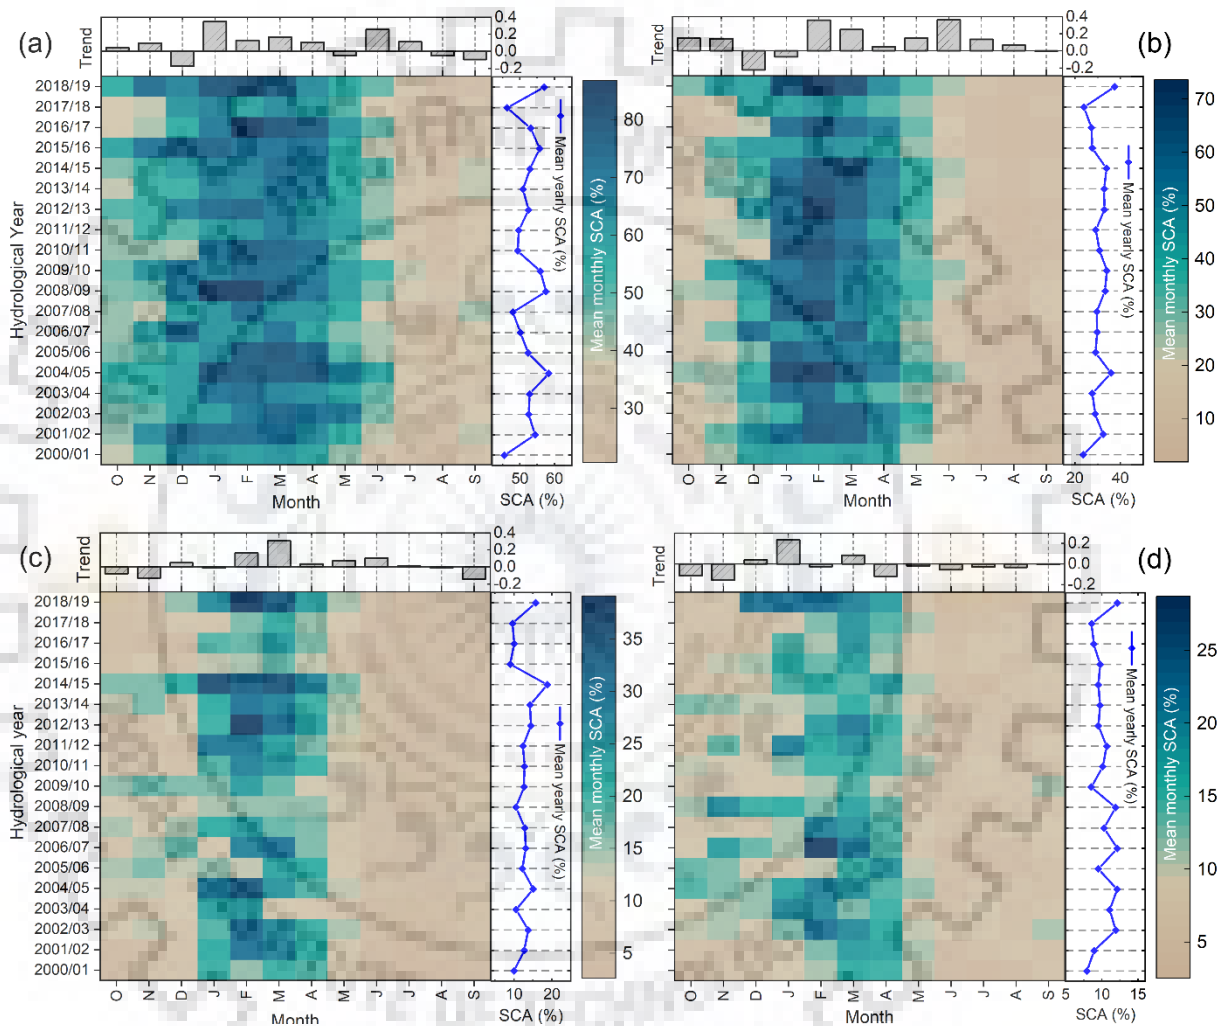 (a)
Trend
0.4
0.2
0.0
-0.2
Hydrological Year
2018/19
2017/18
2016/17
2015/16
2014/15
2013/14
2012/13
2011/12
2010/11
2009/10
2008/09
2007/08
2006/07
2005/06
2004/05
2003/04
2002/03
2001/02
2000/01
O N D J F M A M J J A S
Month
Mean yearly SCA (%)
50 60
SCA (%)
Mean monthly SCA (%)
80
70
60
50
40
30
(b)
Trend
0.4
0.2
0.0
-0.2
O N D J F M A M J J A S
Month
Mean yearly SCA (%)
20 40
SCA (%)
Mean monthly SCA (%)
70
60
50
40
30
20
10
(c)
Trend
0.4
0.2
0.0
-0.2
Hydrological year
2018/19
2017/18
2016/17
2015/16
2014/15
2013/14
2012/13
2011/12
2010/11
2009/10
2008/09
2007/08
2006/07
2005/06
2004/05
2003/04
2002/03
2001/02
2000/01
O N D J F M A M J J A S
Month
Mean yearly SCA (%)
10 20
SCA (%)
Mean monthly SCA (%)
35
30
25
20
15
10
5
(d)
Trend
0.2
0.0
-0.2
O N D J F M A M J J A S
Month
Mean yearly SCA (%)
5 10 15
SCA (%)
Mean monthly SCA (%)
25
20
15
10
5